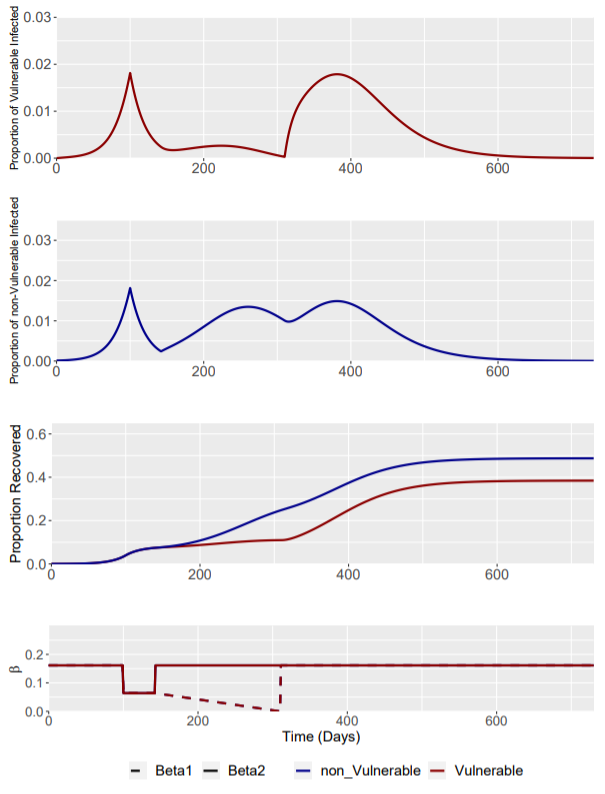 Proportion of Vulnerable Infected
0.03
0.02
0.01
0.00
0 200 400 600
Proportion of non-Vulnerable Infected
0.03
0.02
0.01
0.00
0 200 400 600
Proportion Recovered
0.6
0.4
0.2
0.0
0 200 400 600
β
0.2
0.1
0.0
0 200 400 600
Time (Days)
Beta1 Beta2 non_Vulnerable Vulnerable